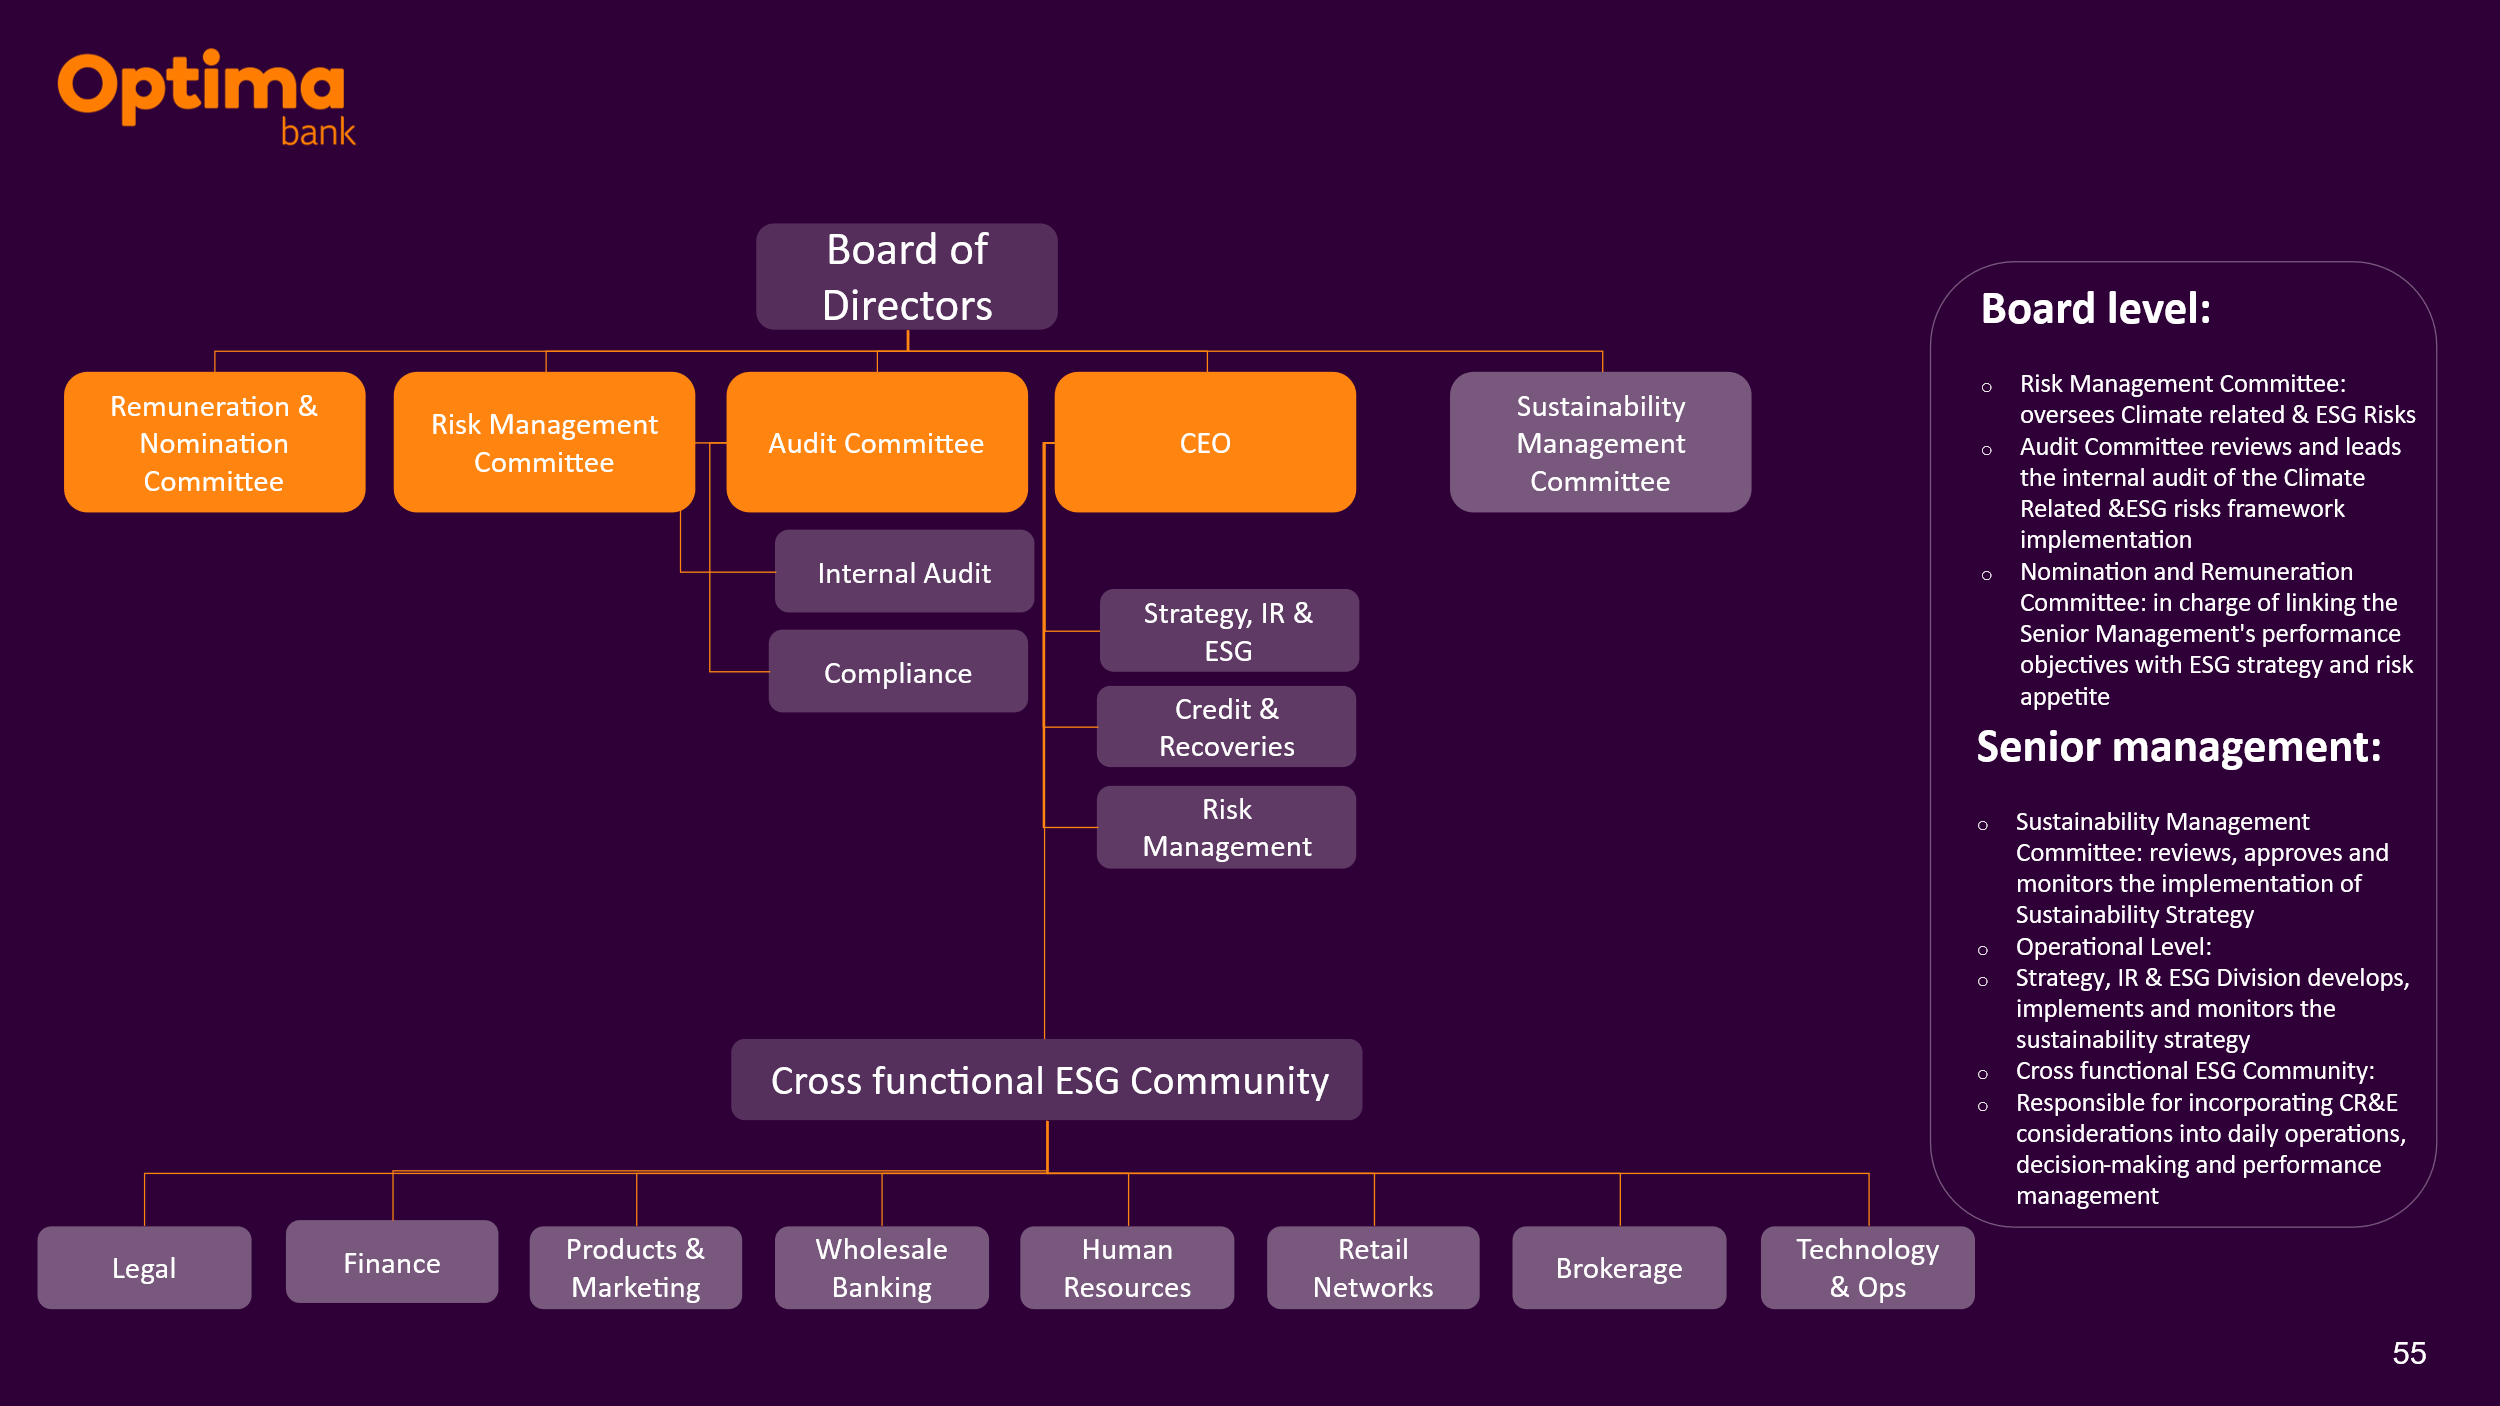 Optima
bank
Board of
Directors
Remuneration &
Nomination
Committee
Risk Management
Committee
Audit Committee
CEO
Sustainability
Management
Committee
Internal Audit
Compliance
Strategy, IR &
ESG
Credit &
Recoveries
Risk
Management
Cross functional ESG Community
Legal
Finance
Products &
Marketing
Wholesale
Banking
Human
Resources
Retail
Networks
Brokerage
Technology
& Ops
Board level:
o Risk Management Committee:
oversees Climate related & ESG Risks
o Audit Committee reviews and leads
the internal audit of the Climate
Related &ESG risks framework
implementation
o Nomination and Remuneration
Committee: in charge of linking the
Senior Management's performance
objectives with ESG strategy and risk
appetite
Senior management:
o Sustainability Management
Committee: reviews, approves and
monitors the implementation of
Sustainability Strategy
o Operational Level:
o Strategy, IR & ESG Division develops,
implements and monitors the
sustainability strategy
o Cross functional ESG Community:
o Responsible for incorporating CR&E
considerations into daily operations,
decision-making and performance
management
55